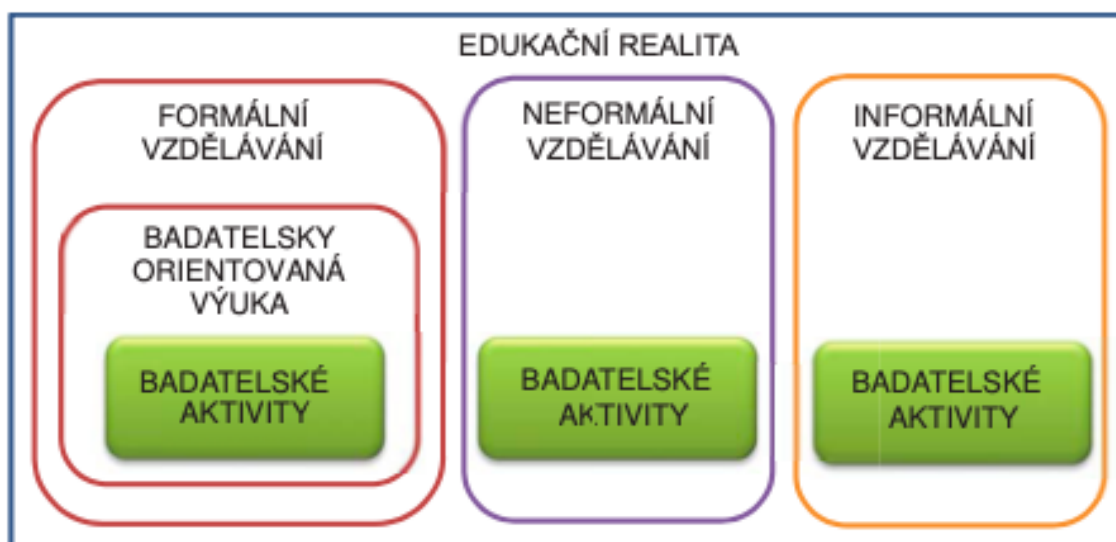 EDUKAČNÍ REALITA
FORMÁLNÍ
VZDĚLÁVÁNÍ
BADATELSKY
ORIENTOVANÁ
VÝUKA
BADATELSKÉ
AKTIVITY
NEFORMÁLNÍ
VZDĚLÁVÁNÍ
BADATELSKÉ
AKTIVITY
INFORMÁLNÍ
VZDĚLÁVÁNÍ
BADATELSKÉ
AKTIVITY